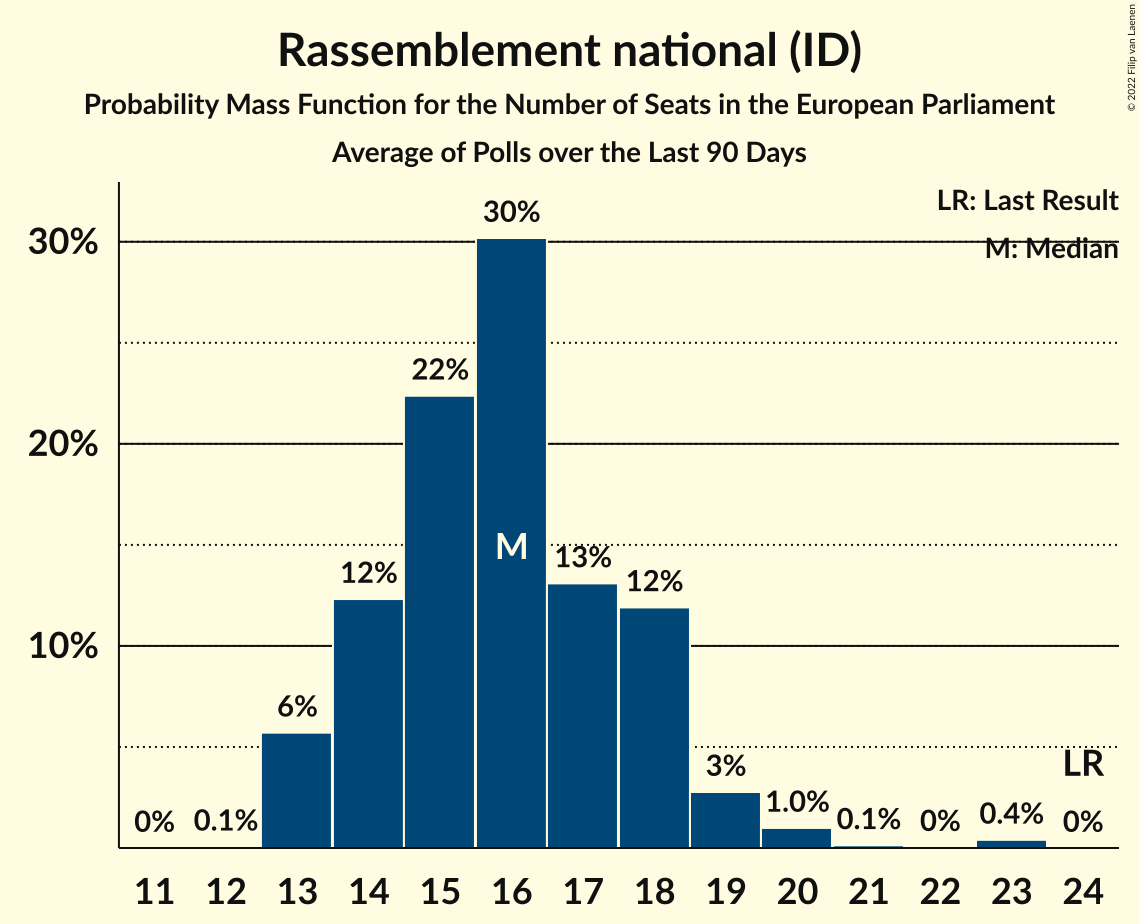 Rassemblement national (ID)
Probability Mass Function for the Number of Seats in the European Parliament
Average of Polls over the Last 90 Days
© 2022 Filip van Laenen
LR: Last Result
M: Median
30%
20%
10%
0%
0.1%
6%
12%
22%
30%
M
13%
12%
3%
1.0%
0.1%
0%
0.4%
0%
LR
11 12 13 14 15 16 17 18 19 20 21 22 23 24